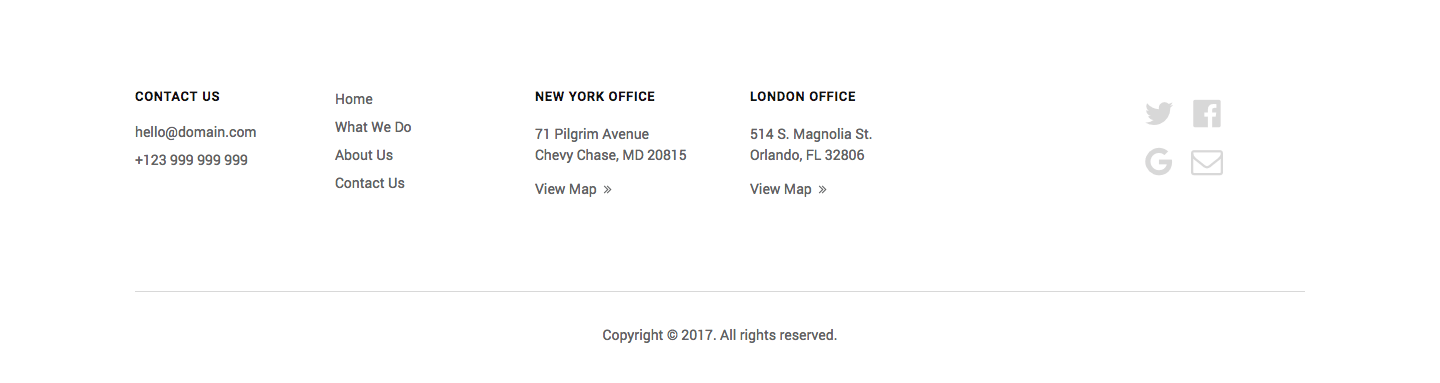 CONTACT US
hello@domain.com
+123 999 999 999
Home
What We Do
About Us
Contact Us
NEW YORK OFFICE
71 Pilgrim Avenue
Chevy Chase, MD 20815
View Map »
LONDON OFFICE
514 S. Magnolia St.
Orlando, FL 32806
View Map »
Copyright © 2017. All rights reserved.